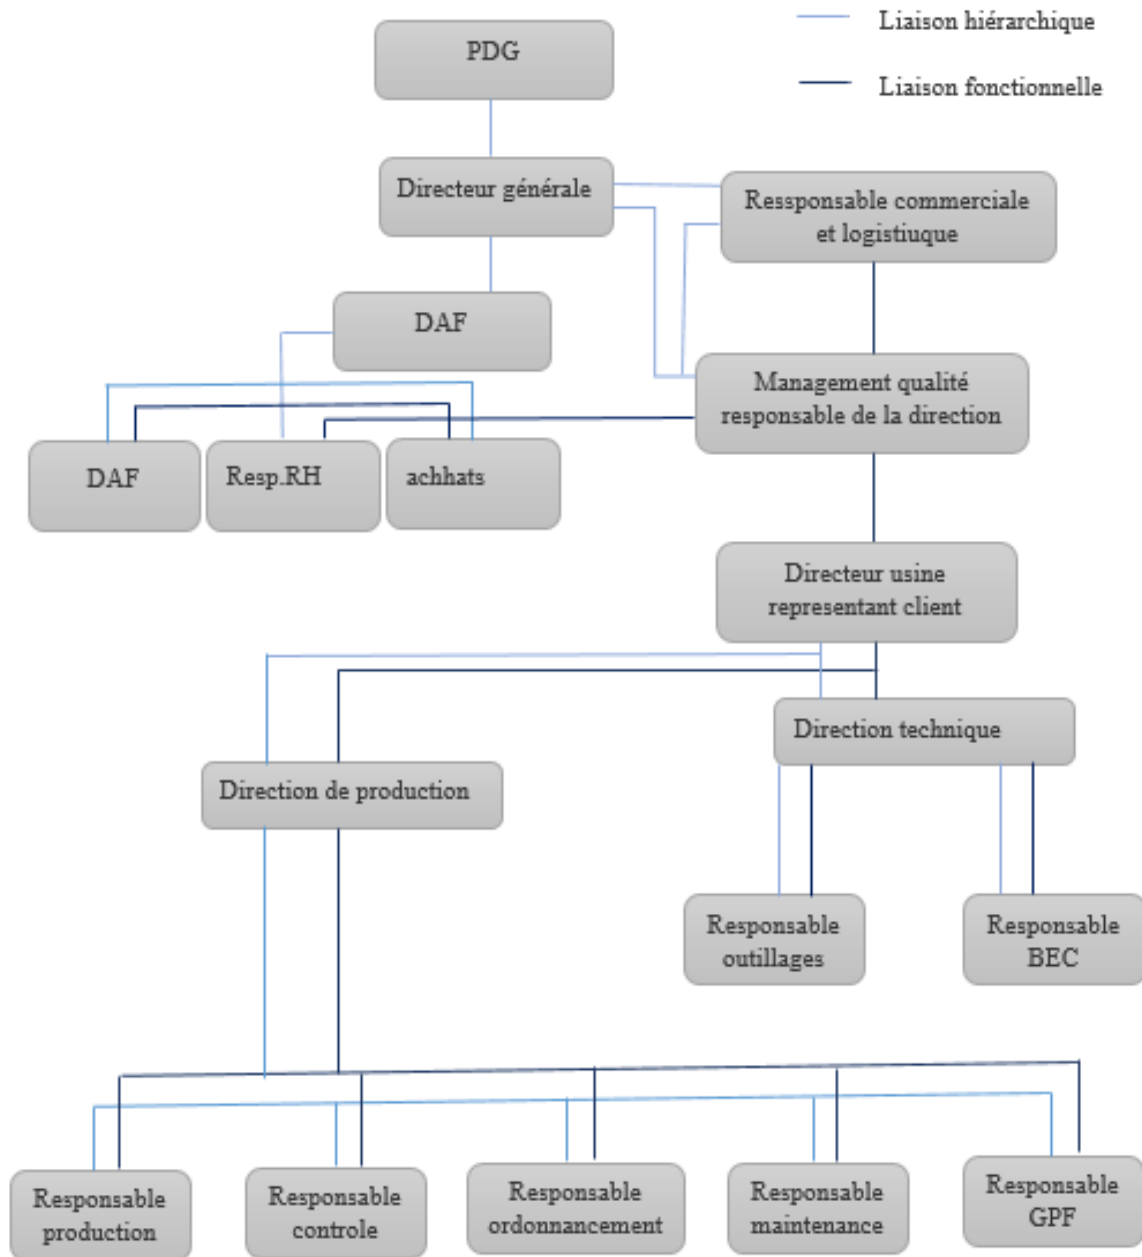 PDG
Liaison hiérarchique
Liaison fonctionnelle
Directeur générale
Ressponsable commerciale
et logistiuque
DAF
Management qualité
responsable de la direction
DAF
Resp.RH
achhats
Directeur usine
representant client
Direction technique
Direction de production
Responsable
outillages
Responsable
BEC
Responsable
production
Responsable
controle
Responsable
ordonnancement
Responsable
maintenance
Responsable
GPF